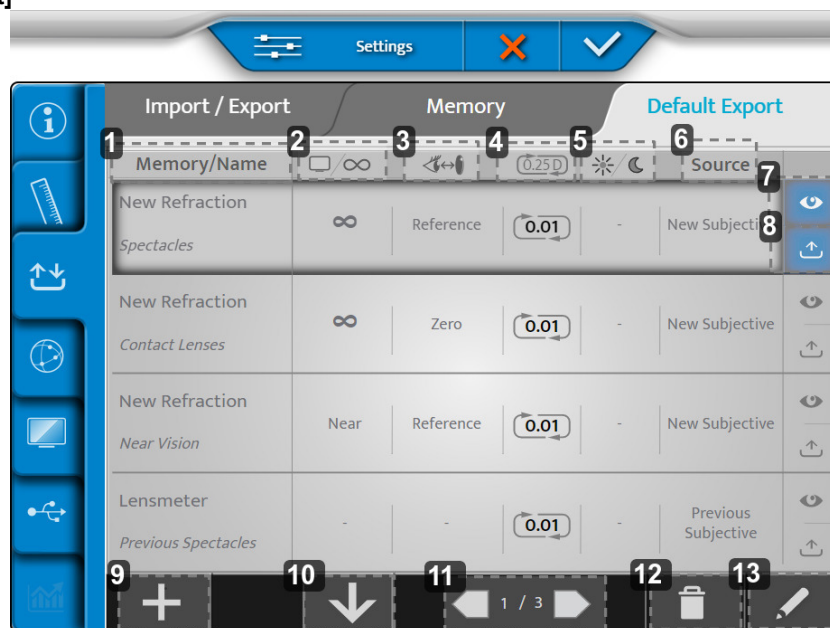 Settings
Import / Export
Memory
Default Export
1
2
3
4
5
6
Memory/Name
0.25 D
Source
7
New Refraction
Spectacles
∞
Reference
0.01
-
New Subjecti
8
New Refraction
Contact Lenses
∞
Zero
0.01
-
New Subjective
New Refraction
Near Vision
Near
Reference
0.01
-
New Subjective
Lensmeter
Previous Spectacles
-
-
0.01
-
Previous
Subjective
9
10
11
12
13
1 / 3